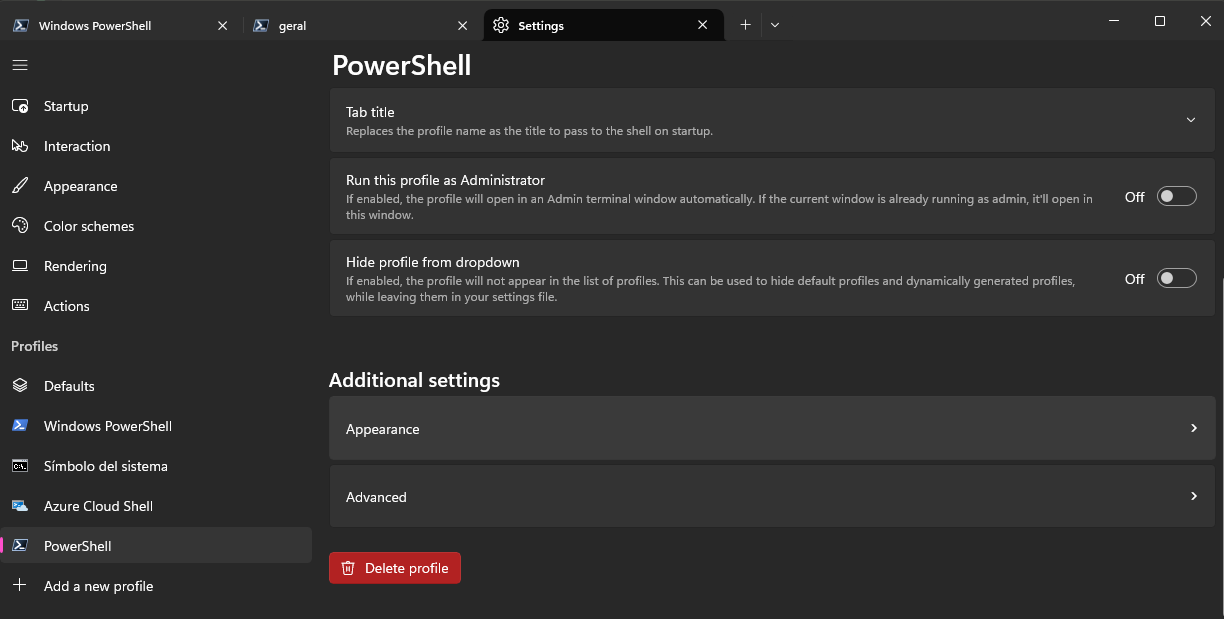 Windows PowerShell
geral
Settings
PowerShell
Startup
Interaction
Appearance
Color schemes
Rendering
Actions
Profiles
Defaults
Windows PowerShell
Símbolo del sistema
Azure Cloud Shell
PowerShell
Add a new profile
Tab title
Replaces the profile name as the title to pass to the shell on startup.
Run this profile as Administrator
If enabled, the profile will open in an Admin terminal window automatically. If the current window is already running as admin, it'll open in
this window.
Off
Hide profile from dropdown
If enabled, the profile will not appear in the list of profiles. This can be used to hide default profiles and dynamically generated profiles,
while leaving them in your settings file.
Off
Additional settings
Appearance
Advanced
Delete profile